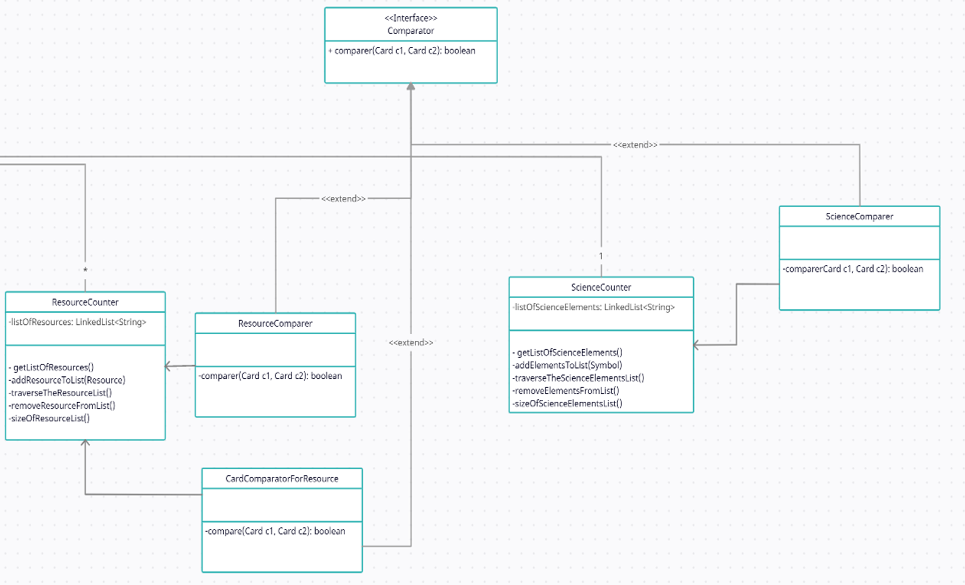 <<Interface>>
Comparator
+ comparer(Card c1, Card c2): boolean
<<extend>>
<<extend>>
ScienceComparer
-comparerCard c1, Card c2): boolean
*
1
ResourceCounter
-listOfResources: LinkedList<String>
- getListOfResources()
-addResourceToList(Resource)
-traverseTheResourceList()
-removeResourceFromList()
-sizeOfResourceList()
ResourceComparer
-comparer(Card c1, Card c2): boolean
<<extend>>
ScienceCounter
-listOfScienceElements: LinkedList<String>
- getListOfScienceElements()
-addElementsToList(Symbol)
-traverseTheScienceElementsList()
-removeElementsFromList()
-sizeOfScienceElementsList()
CardComparatorForResource
-compare(Card c1, Card c2): boolean